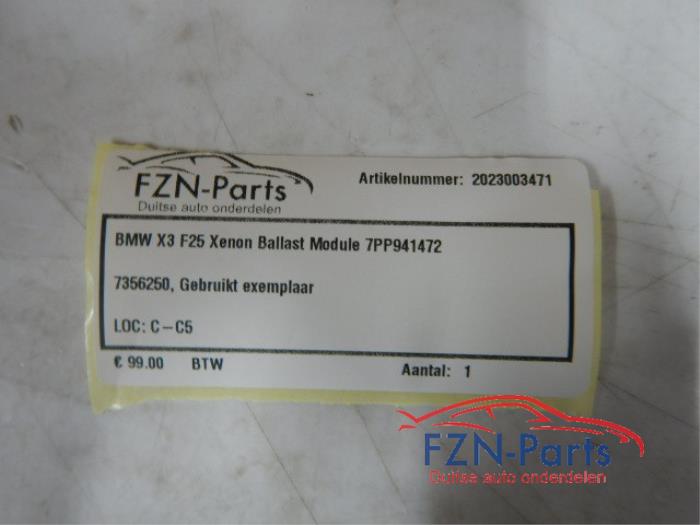 FZN-Parts
Duitse auto onderdelen
Artikelnummer: 2023003471
BMW X3 F25 Xenon Ballast Module 7PP941472
7356250, Gebruikt exemplaar
LOC: C-C5
€ 99.00 BTW
Aantal: 1
FZN-Parts
Duitse auto onderdelen